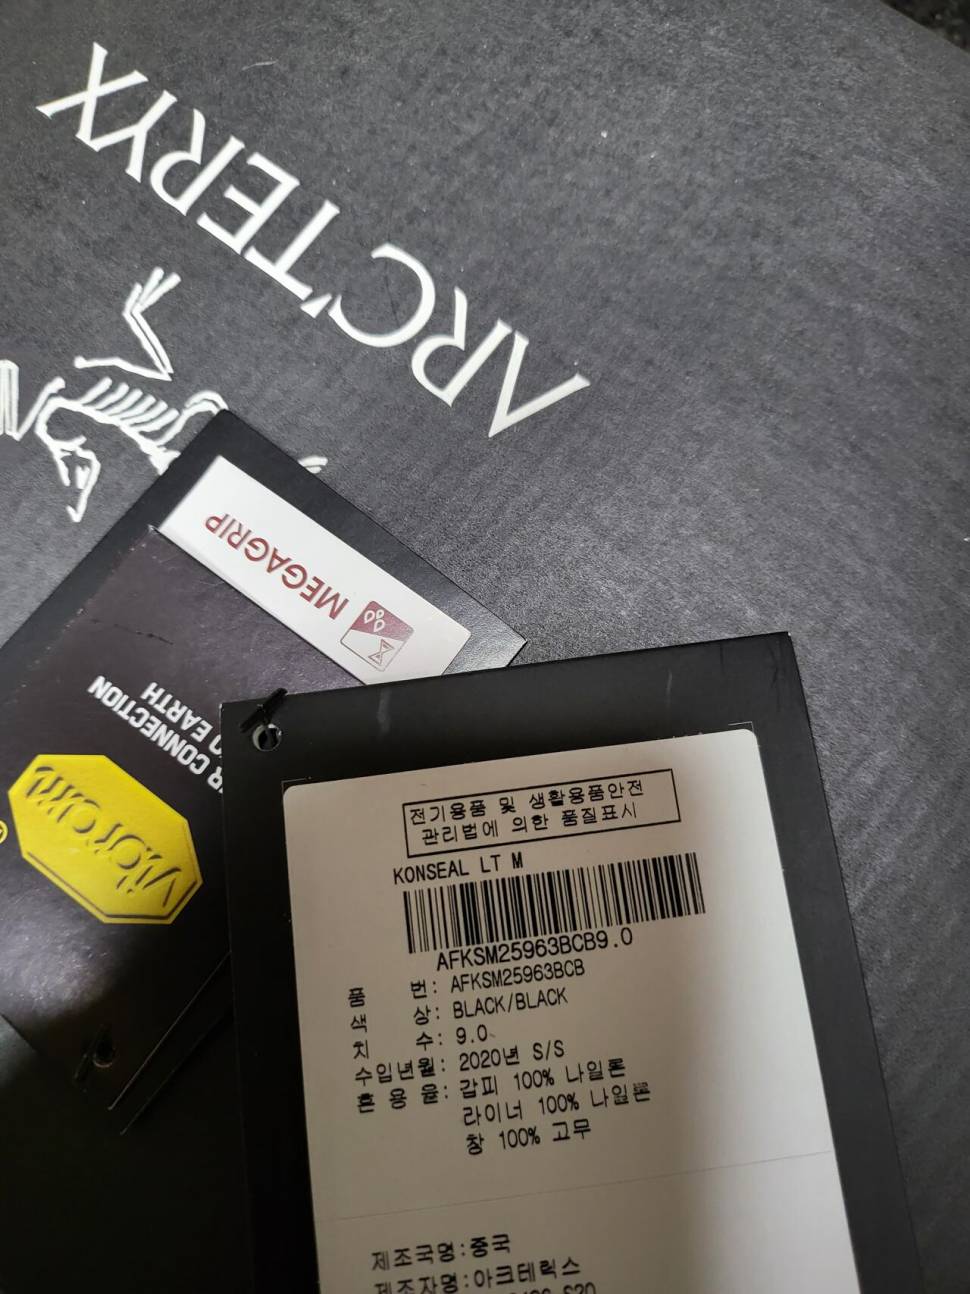 ARC'TERYX
MEGAGRIP
CONNECTION
EARTH
vibram
전기용품 및 생활용품안전
관리법에 의한 품질표시
KONSEAL LT M
AFKSM25963BCB9.0
품 번: AFKSM25963BCB
색 상: BLACK/BLACK
치 수: 9.0
수입년월: 2020년 S/S
혼 용 율: 갑피 100% 나일론
라이너 100% 나일론
창 100% 고무
제조국명:중국
제조자명:아크테릭스